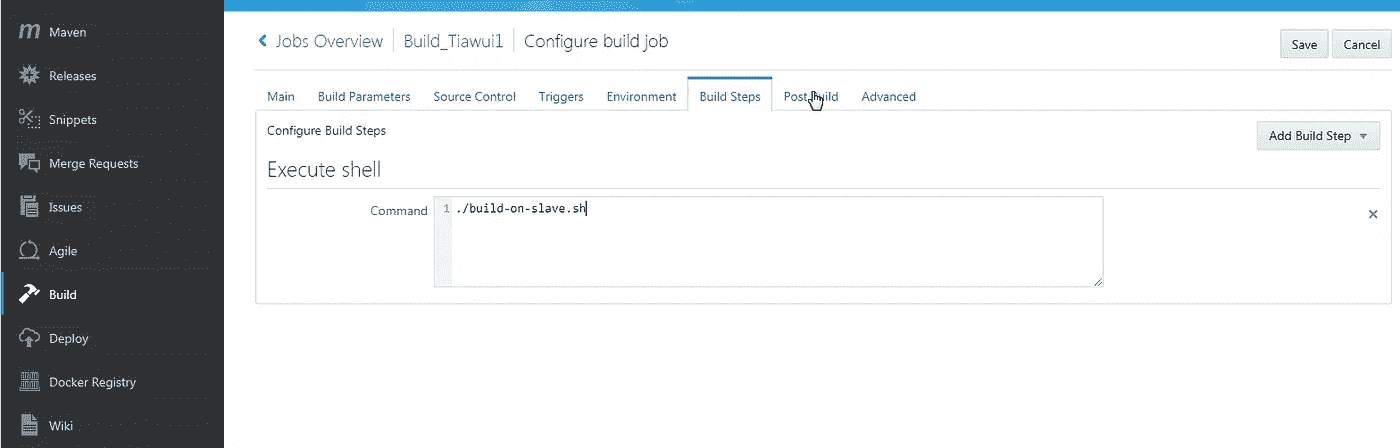 Maven
Releases
Snippets
Merge Requests
Issues
Agile
Build
Deploy
Docker Registry
Wiki
Jobs Overview Build_Tiawui1 Configure build job
Save Cancel
Main Build Parameters Source Control Triggers Environment Build Steps Post Build Advanced
Configure Build Steps
Add Build Step
Execute shell
Command 1 ./build-on-slave.sh